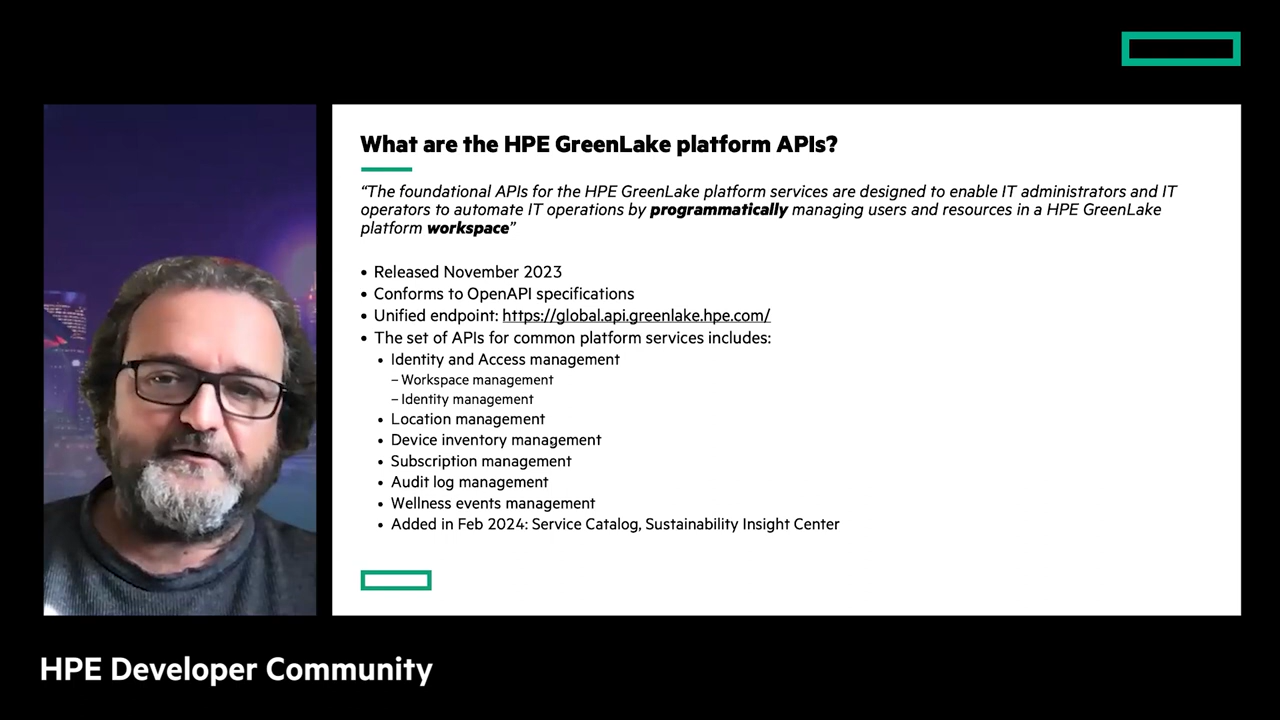 What are the HPE GreenLake platform APIs?
“The foundational APIs for the HPE GreenLake platform services are designed to enable IT administrators and IT
operators to automate IT operations by programmatically managing users and resources in a HPE GreenLake
platform workspace”
• Released November 2023
• Conforms to OpenAPI specifications
• Unified endpoint: https://global.api.greenlake.hpe.com/
• The set of APIs for common platform services includes:
• Identity and Access management
– Workspace management
– Identity management
• Location management
• Device inventory management
• Subscription management
• Audit log management
• Wellness events management
• Added in Feb 2024: Service Catalog, Sustainability Insight Center
HPE Developer Community